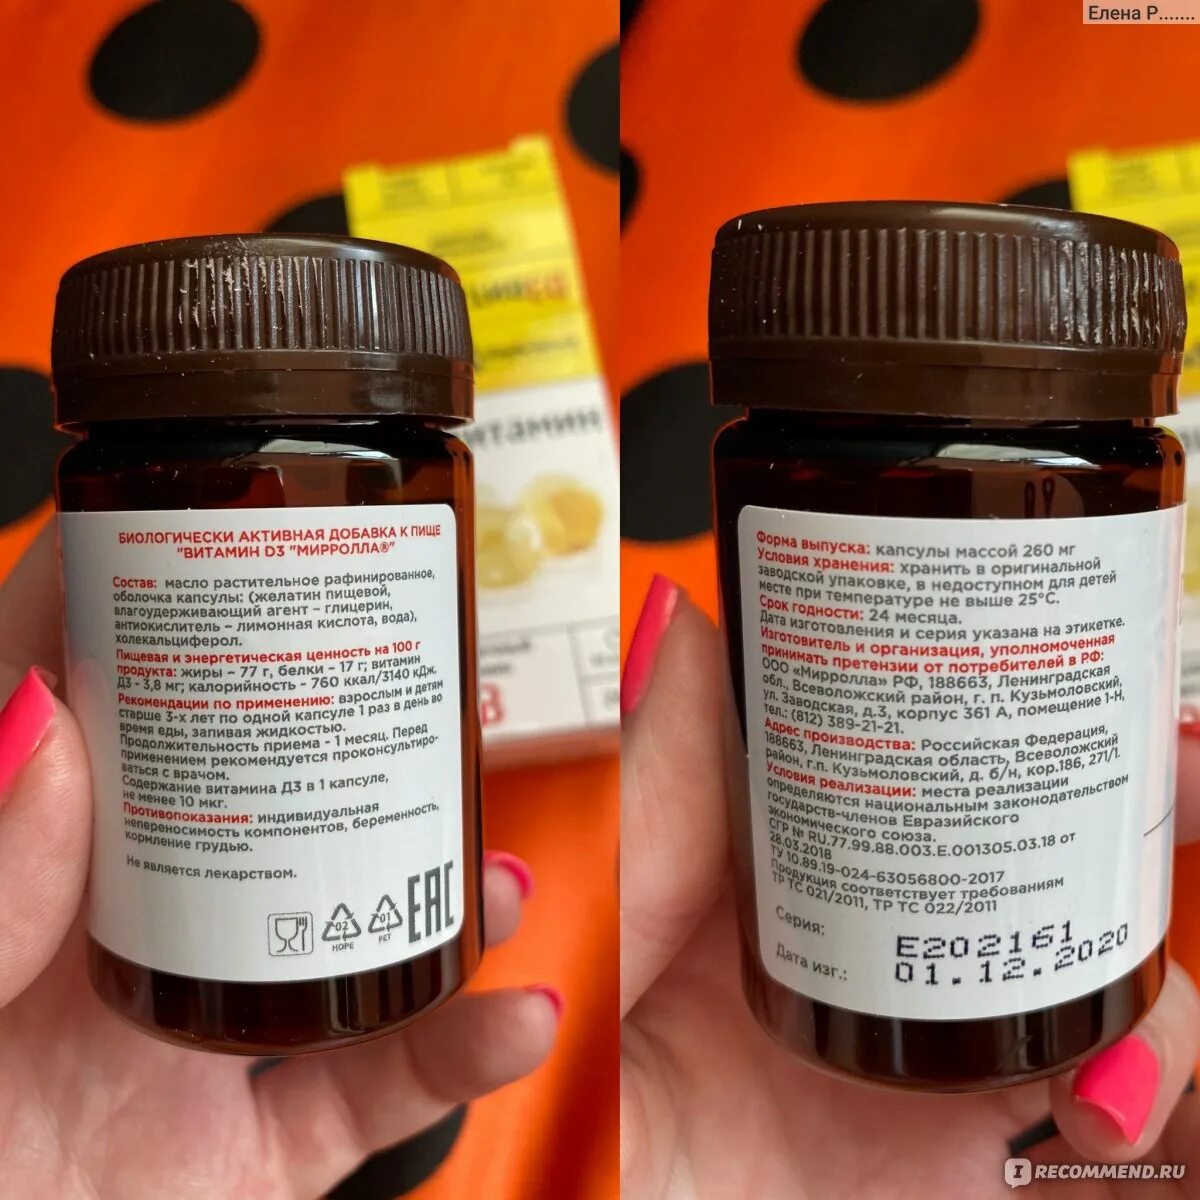 Елена Р.......
БИОЛОГИЧЕСКИ АКТИВНАЯ ДОБАВКА К ПИЩЕ
"ВИТАМИН D3 "МИРРОЛЛА®"
Состав: масло растительное рафинированное,
оболочка капсулы: (желатин пищевой,
влагоудерживающий агент – глицерин,
антиокислитель – лимонная кислота, вода),
холекальциферол.
Пищевая и энергетическая ценность на 100 г
продукта: жиры – 77 г, белки – 17 г; витамин
Д3 - 3,8 мг; калорийность - 760 ккал/3140 кДж.
Рекомендации по применению: взрослым и детям
старше 3-х лет по одной капсуле 1 раз в день во
время еды, запивая жидкостью.
Продолжительность приема - 1 месяц. Перед
применением рекомендуется проконсультиро-
ваться с врачом.
Содержание витамина Д3 в 1 капсуле,
не менее 10 мкг.
Противопоказания: индивидуальная
непереносимость компонентов, беременность,
кормление грудью.
Не является лекарством.
02
HDPE
01
PET
EAC
витамин
Форма выпуска: капсулы массой 260 мг
Условия хранения: хранить в оригинальной
заводской упаковке, в недоступном для детей
месте при температуре не выше 25°С.
Срок годности: 24 месяца.
Дата изготовления и серия указана на этикетке.
Изготовитель и организация, уполномоченная
принимать претензии от потребителей в РФ:
ООО «Мирролла» РФ, 188663, Ленинградская
обл., Всеволожский район, г. п. Кузьмоловский,
ул. Заводская, д.3, корпус 361 А, помещение 1-Н,
тел.: (812) 389-21-21.
Адрес производства: Российская Федерация,
188663, Ленинградская область, Всеволожский
район, г.п. Кузьмоловский, д. б/н, кор.186, 271/1.
Условия реализации: места реализации
определяются национальным законодательством
государств-членов Евразийского
экономического союза.
СГР № RU.77.99.88.003.Е.001305.03.18 от
28.03.2018
ТУ 10.89.19-024-63056800-2017
Продукция соответствует требованиям
ТР ТС 021/2011, ТР ТС 022/2011
Серия:
Е202161
Дата изг.:
01.12.2020
IRECOMMEND.RU